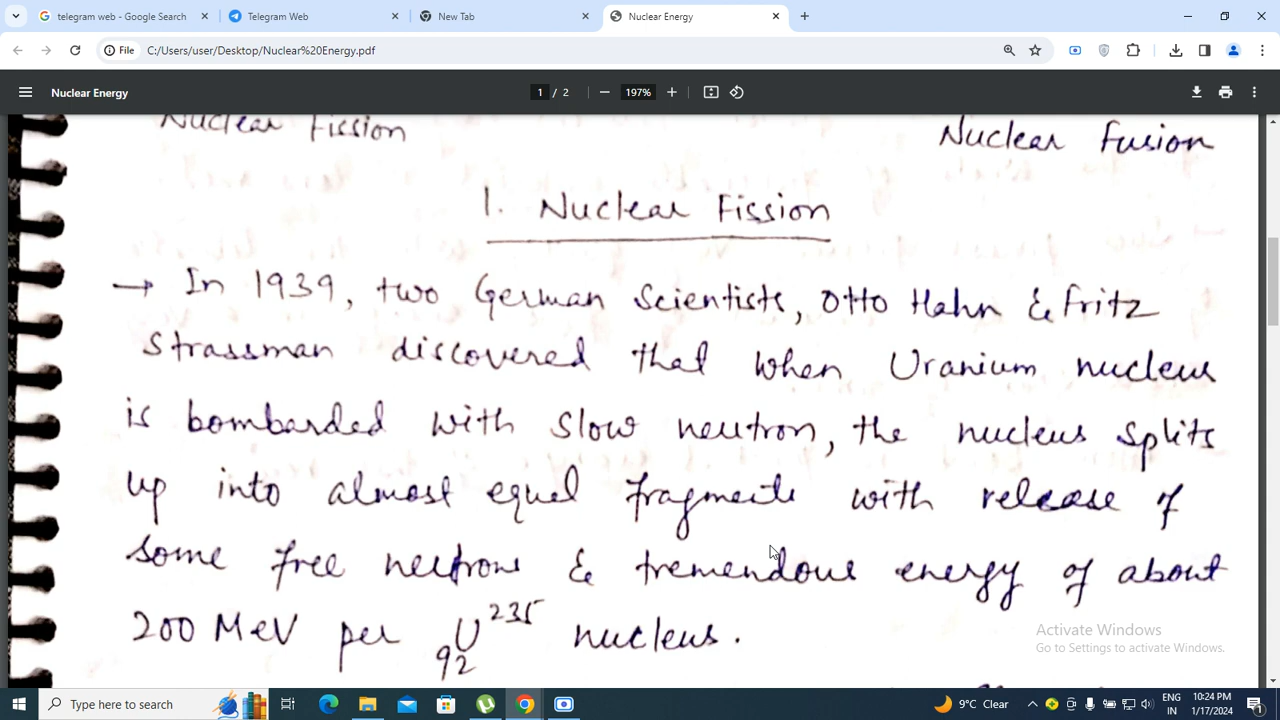 telegram web - Google Search
Telegram Web
New Tab
Nuclear Energy
File
C:/Users/user/Desktop/Nuclear%20Energy.pdf
Nuclear Energy
1 / 2
197%
Nuclear Fission
Nuclear Fusion
1. Nuclear Fission
→ In 1939, two German Scientists, Otto Hahn & Fritz
Strassman discovered that when Uranium nucleus
is bombarded with slow neutron, the nucleus splits
up into almost equal fragments with release of
some free neutrons & tremendous energy of about
200 MeV per ₉₂U²³⁵ nucleus.
Activate Windows
Go to Settings to activate Windows.
Type here to search
9°C Clear
ENG
IN
10:24 PM
1/17/2024